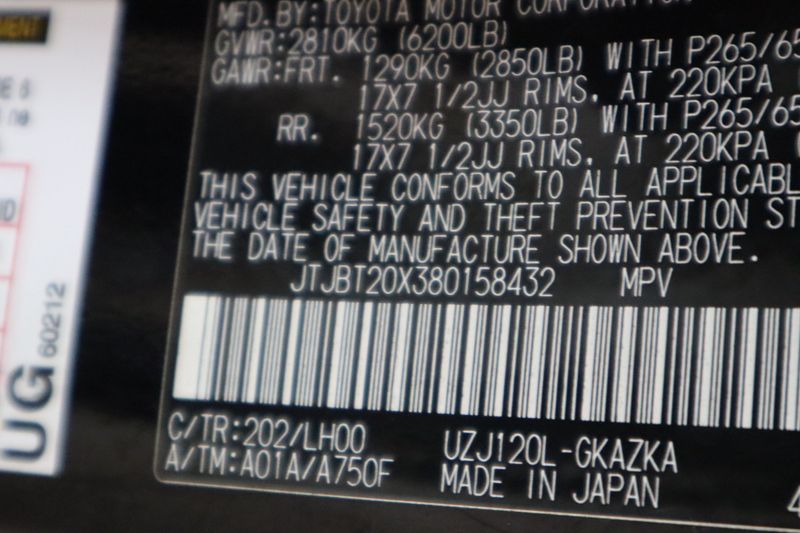 MFD.BY:TOYOTA MOTOR CORPORATION
GVWR:2810KG (6200LB)
GAWR:FRT. 1290KG (2850LB) WITH P265/65
17X7 1/2JJ RIMS, AT 220KPA
RR. 1520KG (3350LB) WITH P265/65
17X7 1/2JJ RIMS, AT 220KPA (
THIS VEHICLE CONFORMS TO ALL APPLICABL
VEHICLE SAFETY AND THEFT PREVENTION ST
THE DATE OF MANUFACTURE SHOWN ABOVE.
JTJBT20X380158432 MPV
C/TR:202/LH00 UZJ120L-GKAZKA
A/TM:A01A/A750F MADE IN JAPAN
UG 60212